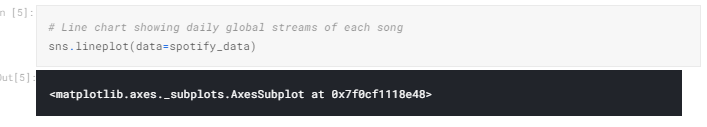 n [5]:
# Line chart showing daily global streams of each song
sns.lineplot(data=spotify_data)
Out[5]:
<matplotlib.axes._subplots.AxesSubplot at 0x7f0cf1118e48>